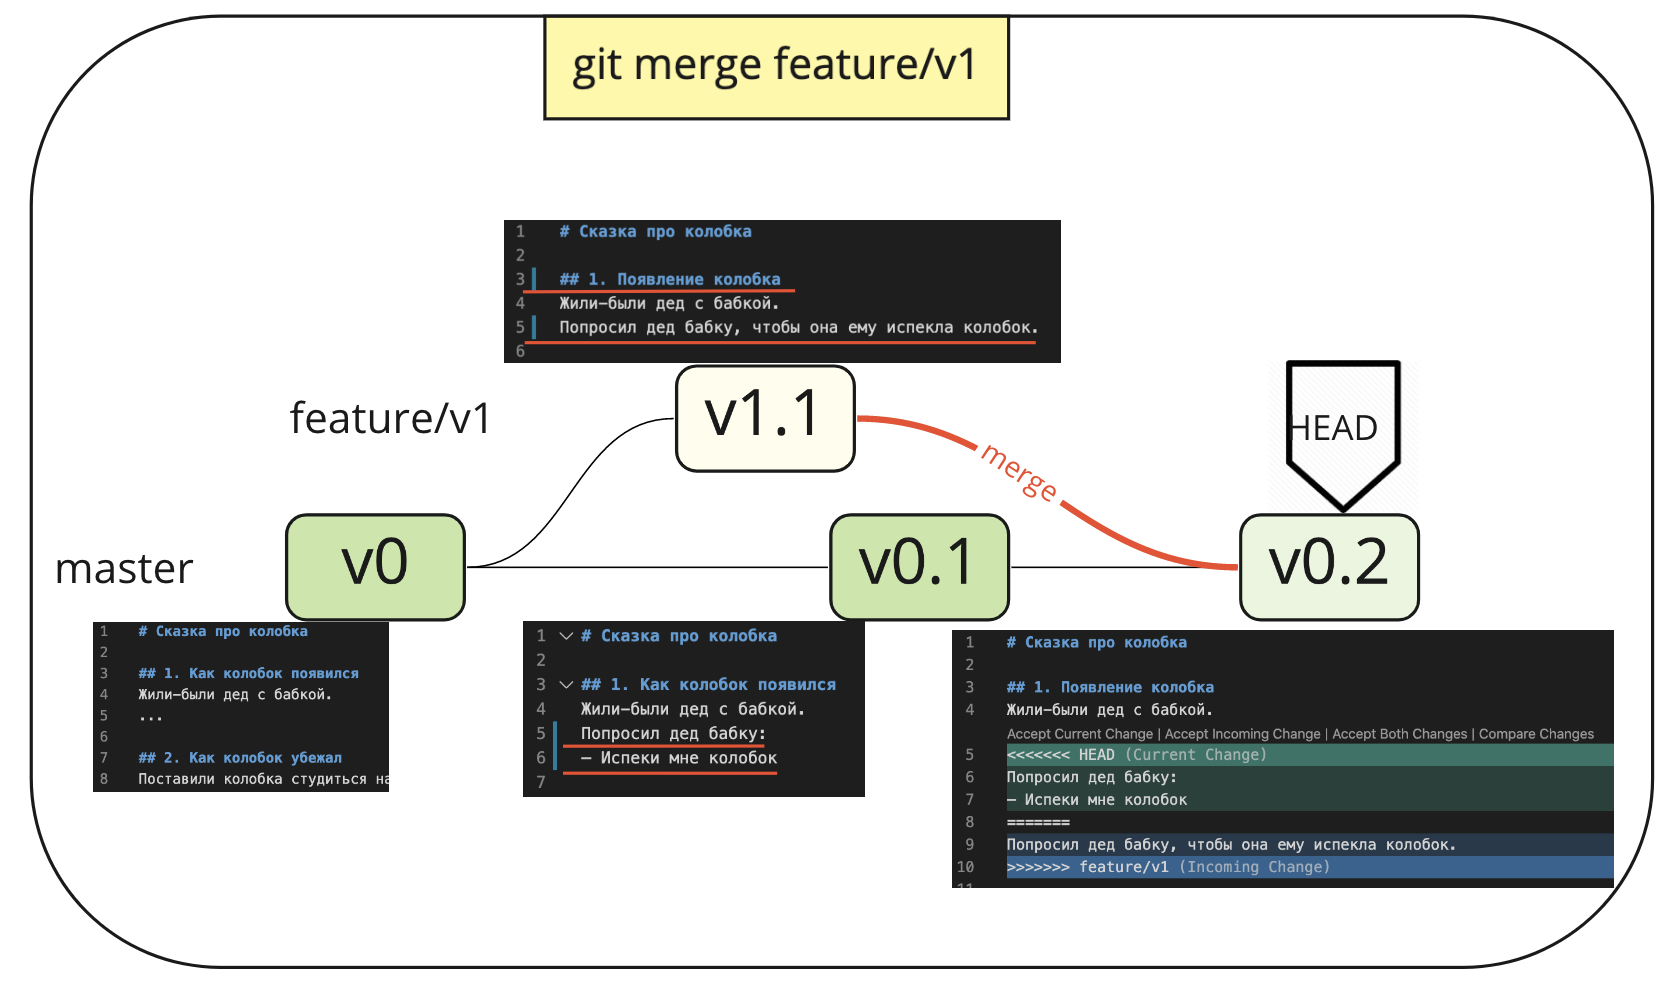 git merge feature/v1
1 # Сказка про колобка
2
3 ## 1. Появление колобка
4 Жили-были дед с бабкой.
5 Попросил дед бабку, чтобы она ему испекла колобок.
6
feature/v1
v1.1
merge
HEAD
master
v0
v0.1
v0.2
1 # Сказка про колобка
2
3 ## 1. Как колобок появился
4 Жили-были дед с бабкой.
5 ...
6
7 ## 2. Как колобок убежал
8 Поставили колобка студиться на
1 # Сказка про колобка
2
3 ## 1. Как колобок появился
4 Жили-были дед с бабкой.
5 Попросил дед бабку:
6 – Испеки мне колобок
7
1 # Сказка про колобка
2
3 ## 1. Появление колобка
4 Жили-были дед с бабкой.
Accept Current Change | Accept Incoming Change | Accept Both Changes | Compare Changes
5 <<<<<<< HEAD (Current Change)
6 Попросил дед бабку:
7 – Испеки мне колобок
8 =======
9 Попросил дед бабку, чтобы она ему испекла колобок.
10 >>>>>>> feature/v1 (Incoming Change)
11